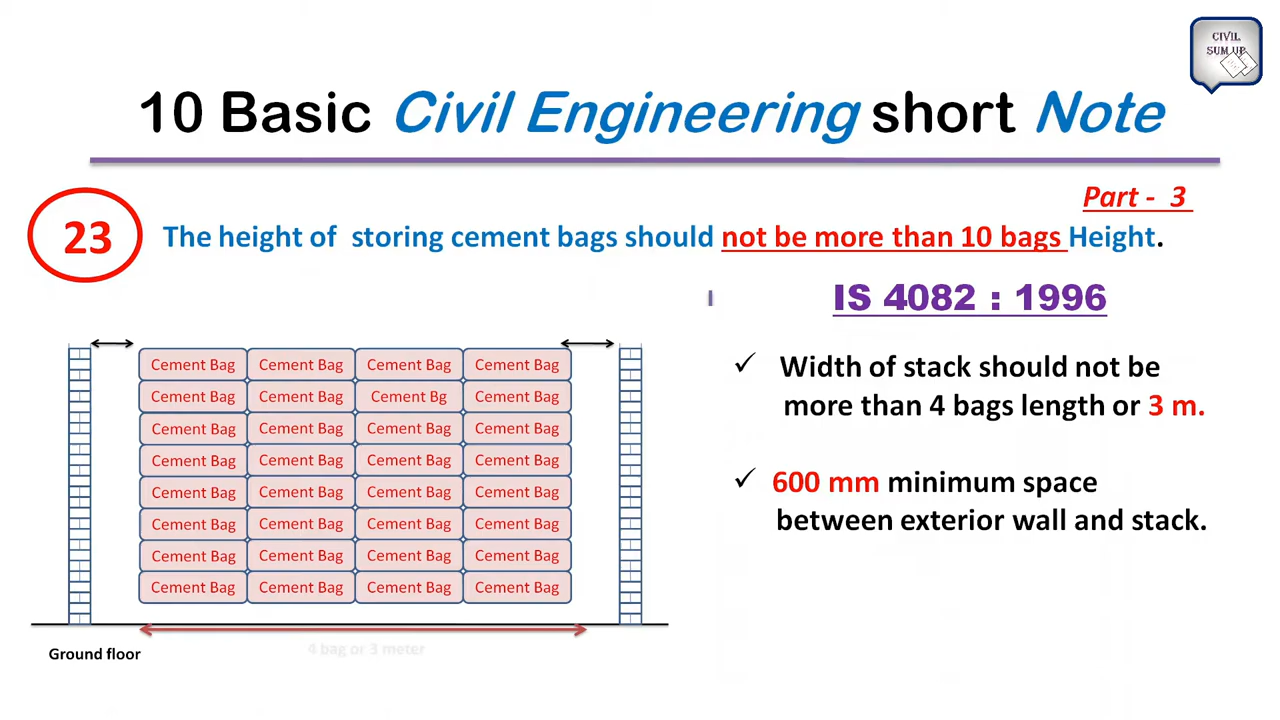 CIVIL
SUM UP
10 Basic Civil Engineering short Note
Part - 3
23
The height of storing cement bags should not be more than 10 bags Height.
IS 4082 : 1996
Cement Bag Cement Bag Cement Bag Cement Bag
Cement Bag Cement Bag Cement Bg Cement Bag
Cement Bag Cement Bag Cement Bag Cement Bag
Cement Bag Cement Bag Cement Bag Cement Bag
Cement Bag Cement Bag Cement Bag Cement Bag
Cement Bag Cement Bag Cement Bag Cement Bag
Cement Bag Cement Bag Cement Bag Cement Bag
Cement Bag Cement Bag Cement Bag Cement Bag
4 bag or 3 meter
Ground floor
✓ Width of stack should not be
more than 4 bags length or 3 m.
✓ 600 mm minimum space
between exterior wall and stack.